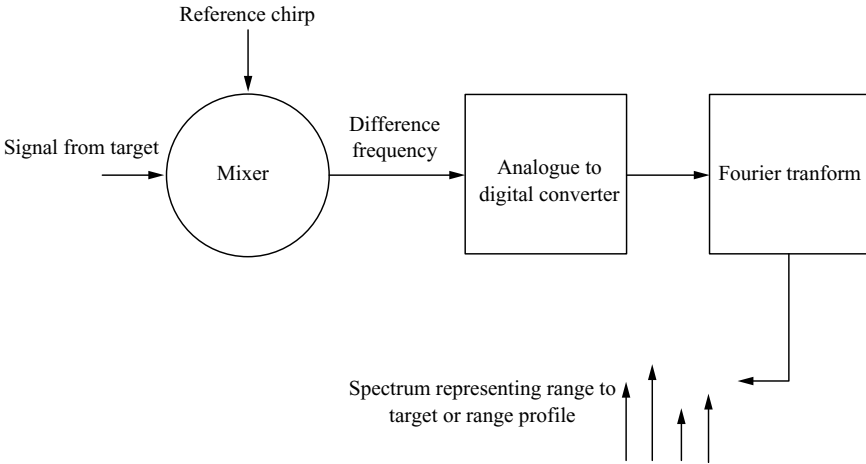 Reference chirp
Signal from target
Mixer
Difference
frequency
Analogue to
digital converter
Fourier tranform
Spectrum representing range to
target or range profile